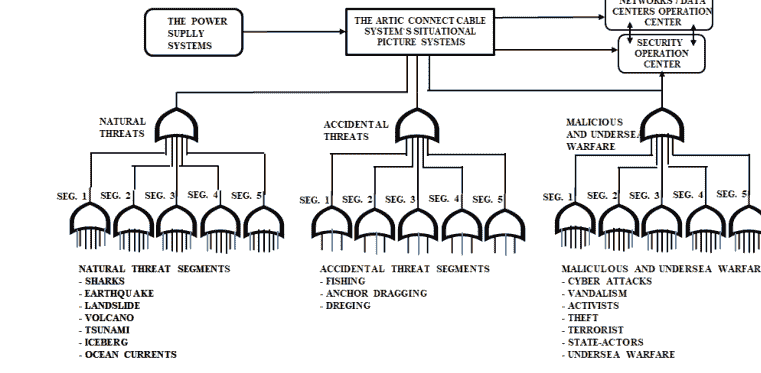 NETWORKS / DATA
CENTERS OPERATION
CENTER
THE POWER
SUPLLY
SYSTEMS
THE ARTIC CONNECT CABLE
SYSTEM`S SITUATIONAL
PICTURE SYSTEMS
SECURITY
OPERATION
CENTER
NATURAL
THREATS
ACCIDENTAL
THREATS
MALICIOUS
AND UNDERSEA
WARFARE
SEG. 1
SEG. 2
SEG. 3
SEG. 4
SEG. 5
SEG. 1
SEG. 2
SEG. 3
SEG. 4
SEG. 5
SEG. 1
SEG. 2
SEG. 3
SEG. 4
SEG. 5
NATURAL THREAT SEGMENTS
- SHARKS
- EARTHQUAKE
- LANDSLIDE
- VOLCANO
- TSUNAMI
- ICEBERG
- OCEAN CURRENTS
ACCIDENTAL THREAT SEGMENTS
- FISHING
- ANCHOR DRAGGING
- DREGING
MALICULOUS AND UNDERSEA WARFARE
- CYBER ATTACKS
- VANDALISM
- ACTIVISTS
- THEFT
- TERRORIST
- STATE-ACTORS
- UNDERSEA WARFARE